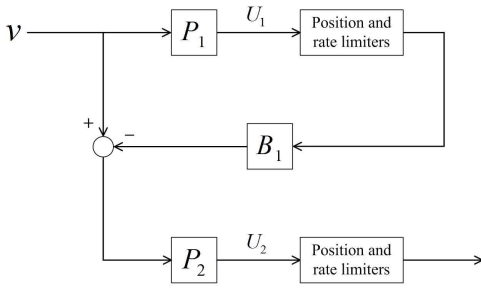 v
P1
U1
Position and
rate limiters
+
−
B1
P2
U2
Position and
rate limiters